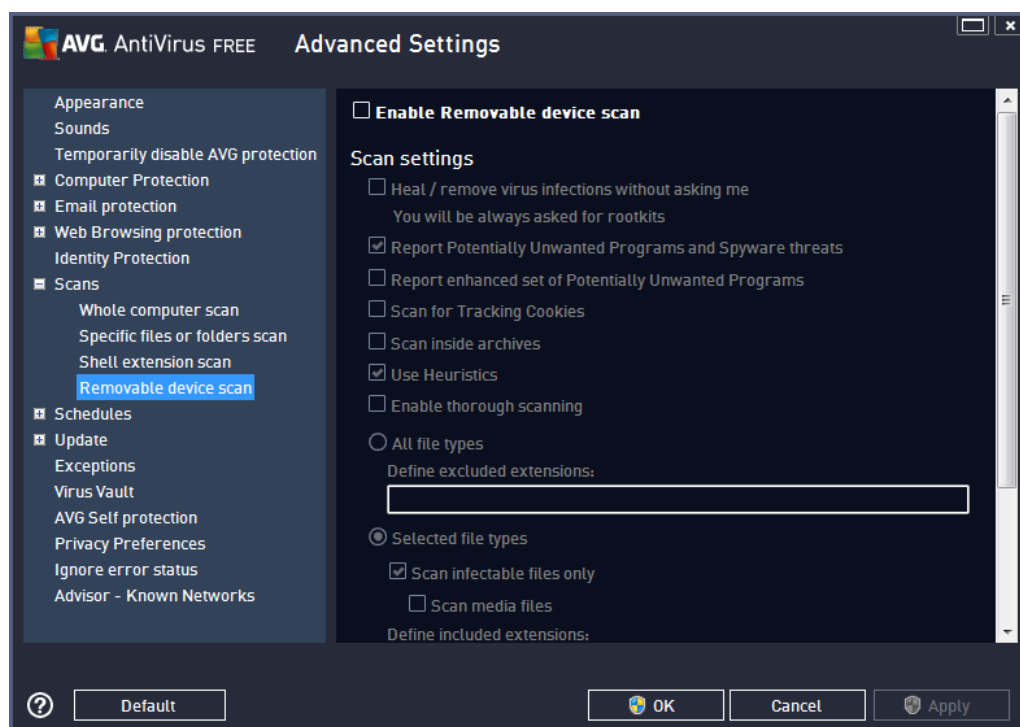 AVG. AntiVirus FREE Advanced Settings
Appearance
Sounds
Temporarily disable AVG protection
Computer Protection
Email protection
Web Browsing protection
Identity Protection
Scans
Whole computer scan
Specific files or folders scan
Shell extension scan
Removable device scan
Schedules
Update
Exceptions
Virus Vault
AVG Self protection
Privacy Preferences
Ignore error status
Advisor - Known Networks
Enable Removable device scan
Scan settings
Heal / remove virus infections without asking me
You will be always asked for rootkits
Report Potentially Unwanted Programs and Spyware threats
Report enhanced set of Potentially Unwanted Programs
Scan for Tracking Cookies
Scan inside archives
Use Heuristics
Enable thorough scanning
All file types
Define excluded extensions:
Selected file types
Scan infectable files only
Scan media files
Define included extensions:
? Default OK Cancel Apply